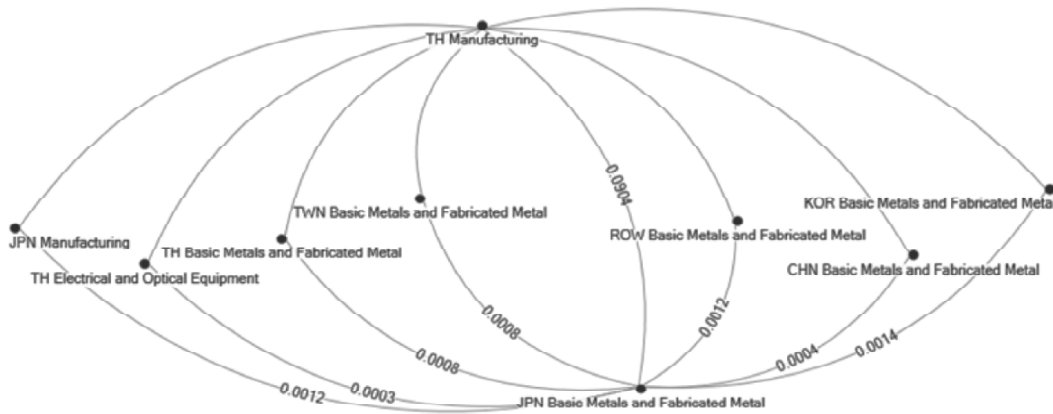 TH Manufacturing
0.0904
KOR Basic Metals and Fabricated Metal
TWN Basic Metals and Fabricated Metal
ROW Basic Metals and Fabricated Metal
JPN Manufacturing
TH Basic Metals and Fabricated Metal
CHN Basic Metals and Fabricated Metal
TH Electrical and Optical Equipment
0.0012
0.0008
0.0014
0.0004
0.0008
0.0003
0.0012
JPN Basic Metals and Fabricated Metal